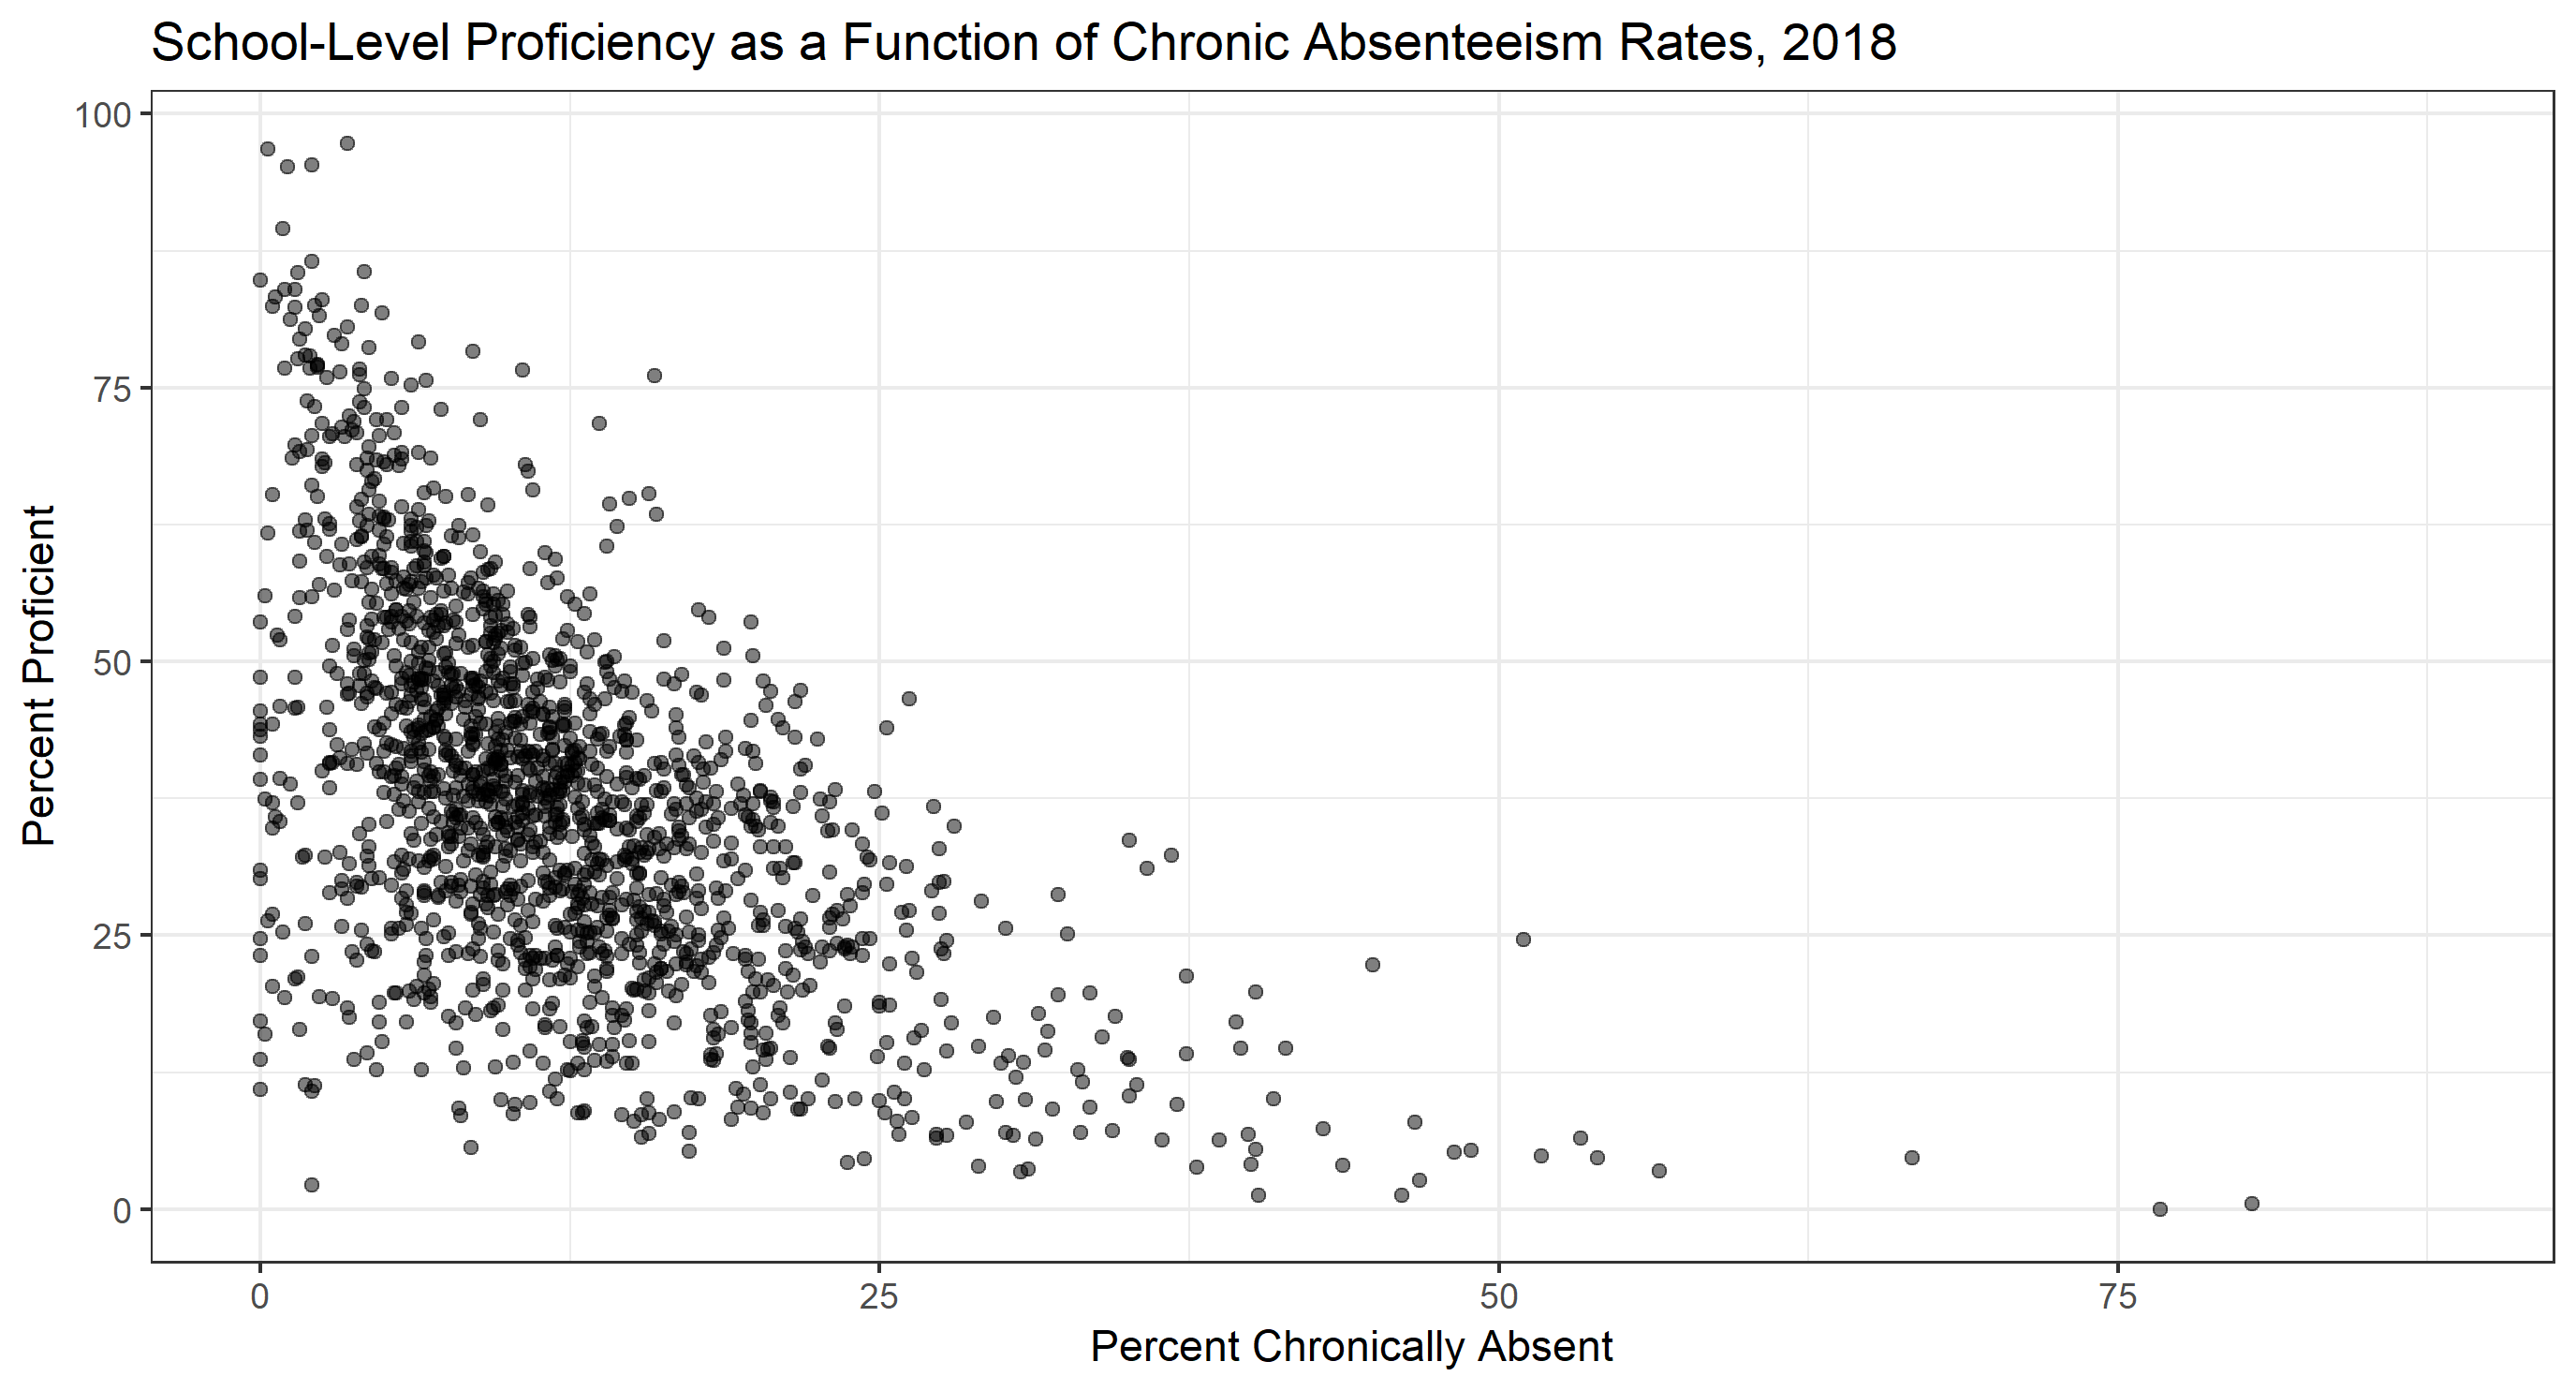 School-Level Proficiency as a Function of Chronic Absenteeism Rates, 2018
100
75
50
25
0
Percent Proficient
0 25 50 75
Percent Chronically Absent